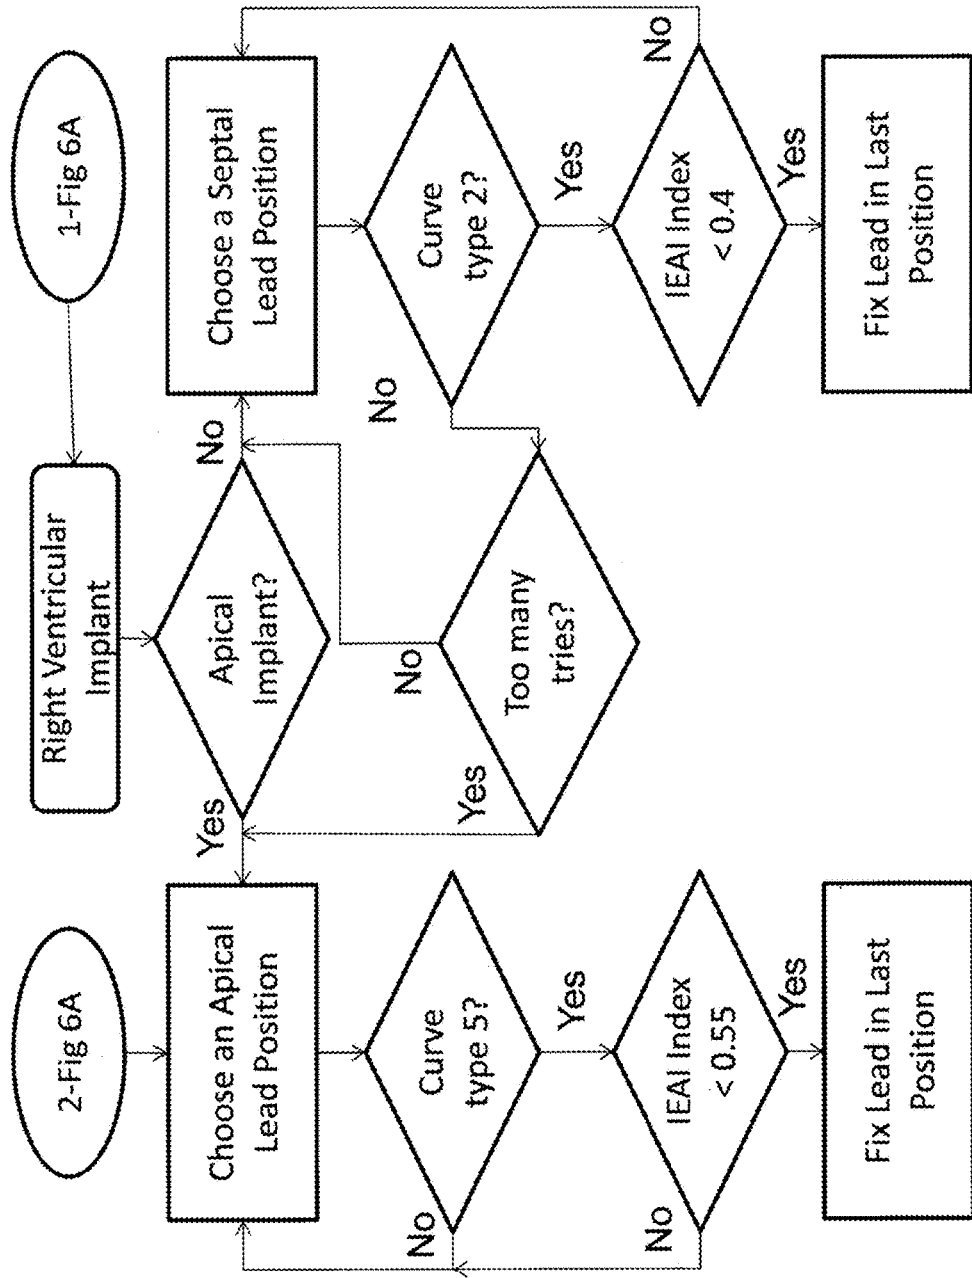 2-Fig 6A
Right Ventricular
Implant
1-Fig 6A
Choose an Apical
Lead Position
Yes
Apical
Implant?
No
Choose a Septal
Lead Position
No
Curve
type 5?
Yes
Yes
Too many
tries?
No
No
Curve
type 2?
Yes
No
IEAI Index
< 0.55
Yes
No
IEAI Index
< 0.4
Yes
Fix Lead in Last
Position
Fix Lead in Last
Position